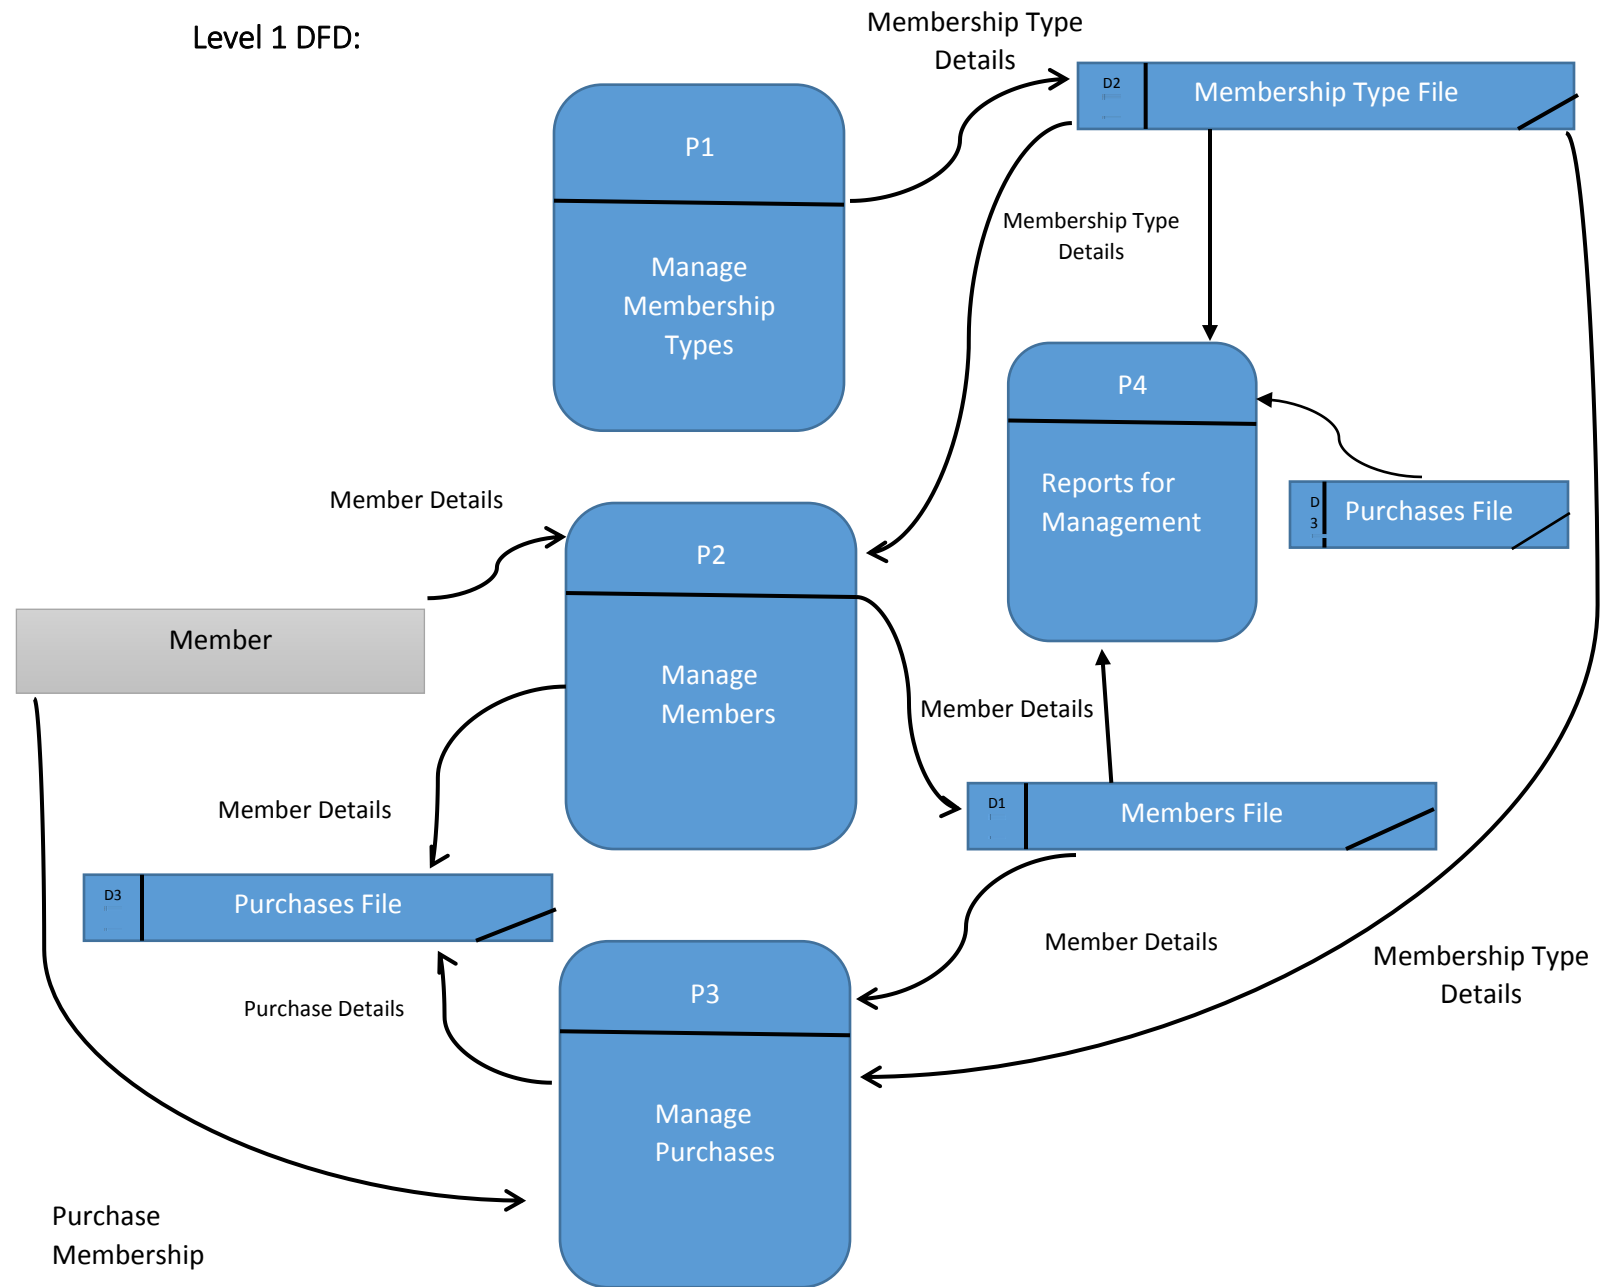 Level 1 DFD:
Membership Type
Details
D2
Membership Type File
P1
Manage
Membership
Types
Membership Type
Details
P4
Reports for
Management
D
3
Purchases File
Member Details
P2
Manage
Members
Member
Member Details
Member Details
D1
Members File
D3
Purchases File
Member Details
Membership Type
Details
Purchase Details
P3
Manage
Purchases
Purchase
Membership